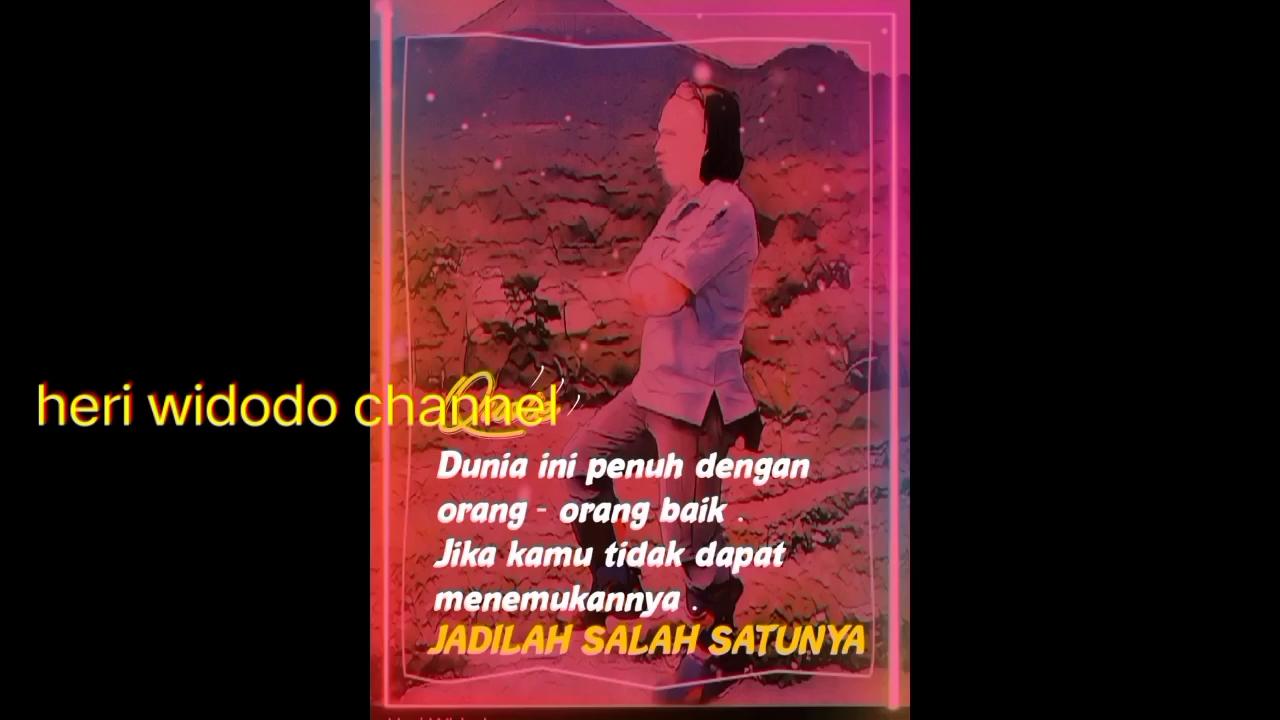 heri widodo channel
Dunia ini penuh dengan
orang - orang baik .
Jika kamu tidak dapat
menemukannya .
JADILAH SALAH SATUNYA